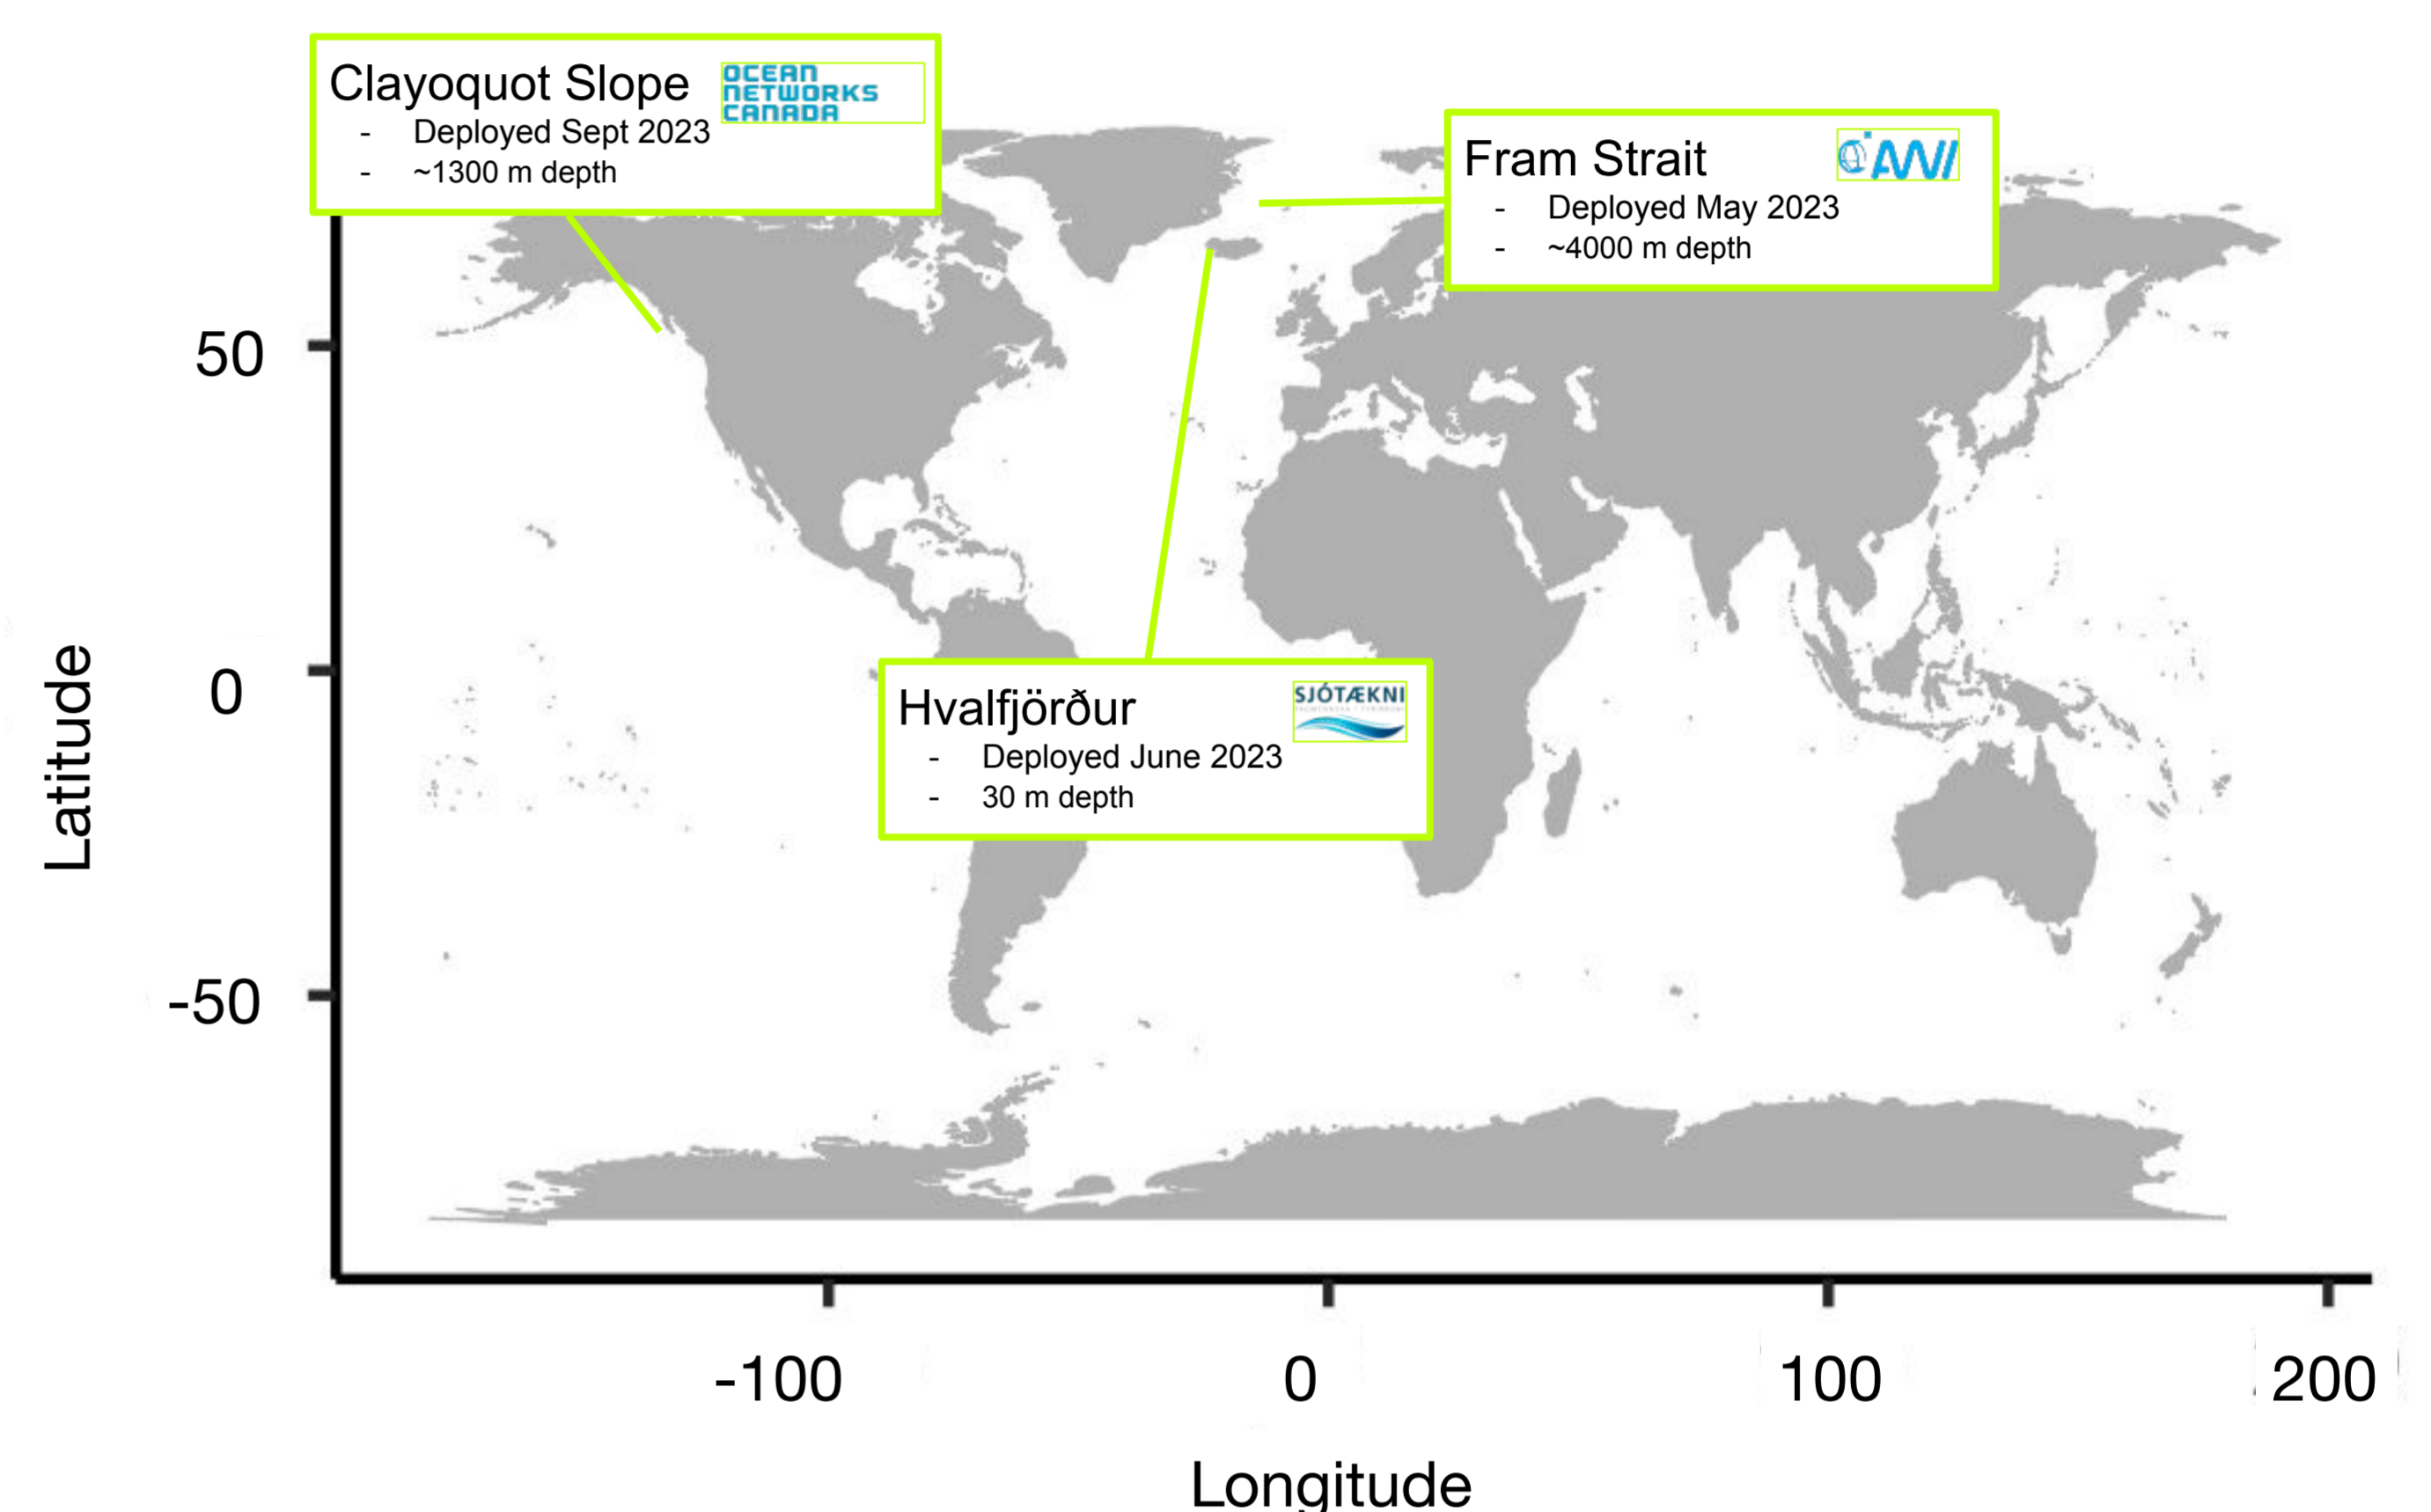 Clayoquot Slope
OCEAN
NETWORKS
CANADA
- Deployed Sept 2023
- ~1300 m depth
Fram Strait
AWI
- Deployed May 2023
- ~4000 m depth
Hvalfjörður
SJÓTÆKNI
- Deployed June 2023
- 30 m depth
Latitude
50
0
-50
-100
0
100
200
Longitude